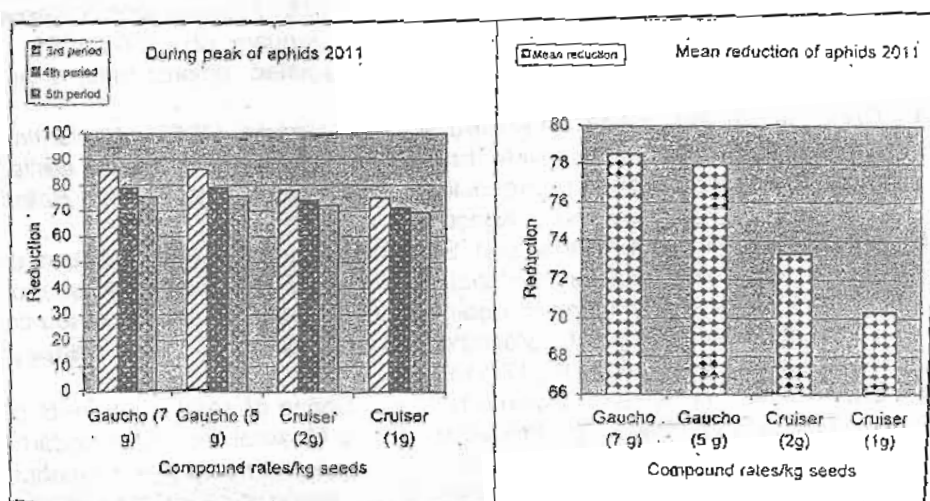 3rd period
4th period
5th period
During peak of aphids 2011
Reduction
100
90
80
70
60
50
40
30
20
10
0
Gaucho (7 g)
Gaucho (5 g)
Cruiser (2g)
Cruiser (1g)
Compound rates/kg seeds
Mean reduction
Mean reduction of aphids 2011
Reduction
80
78
76
74
72
70
68
66
Gaucho (7 g)
Gaucho (5 g)
Cruiser (2g)
Cruiser (1g)
Compound rates/kg seeds